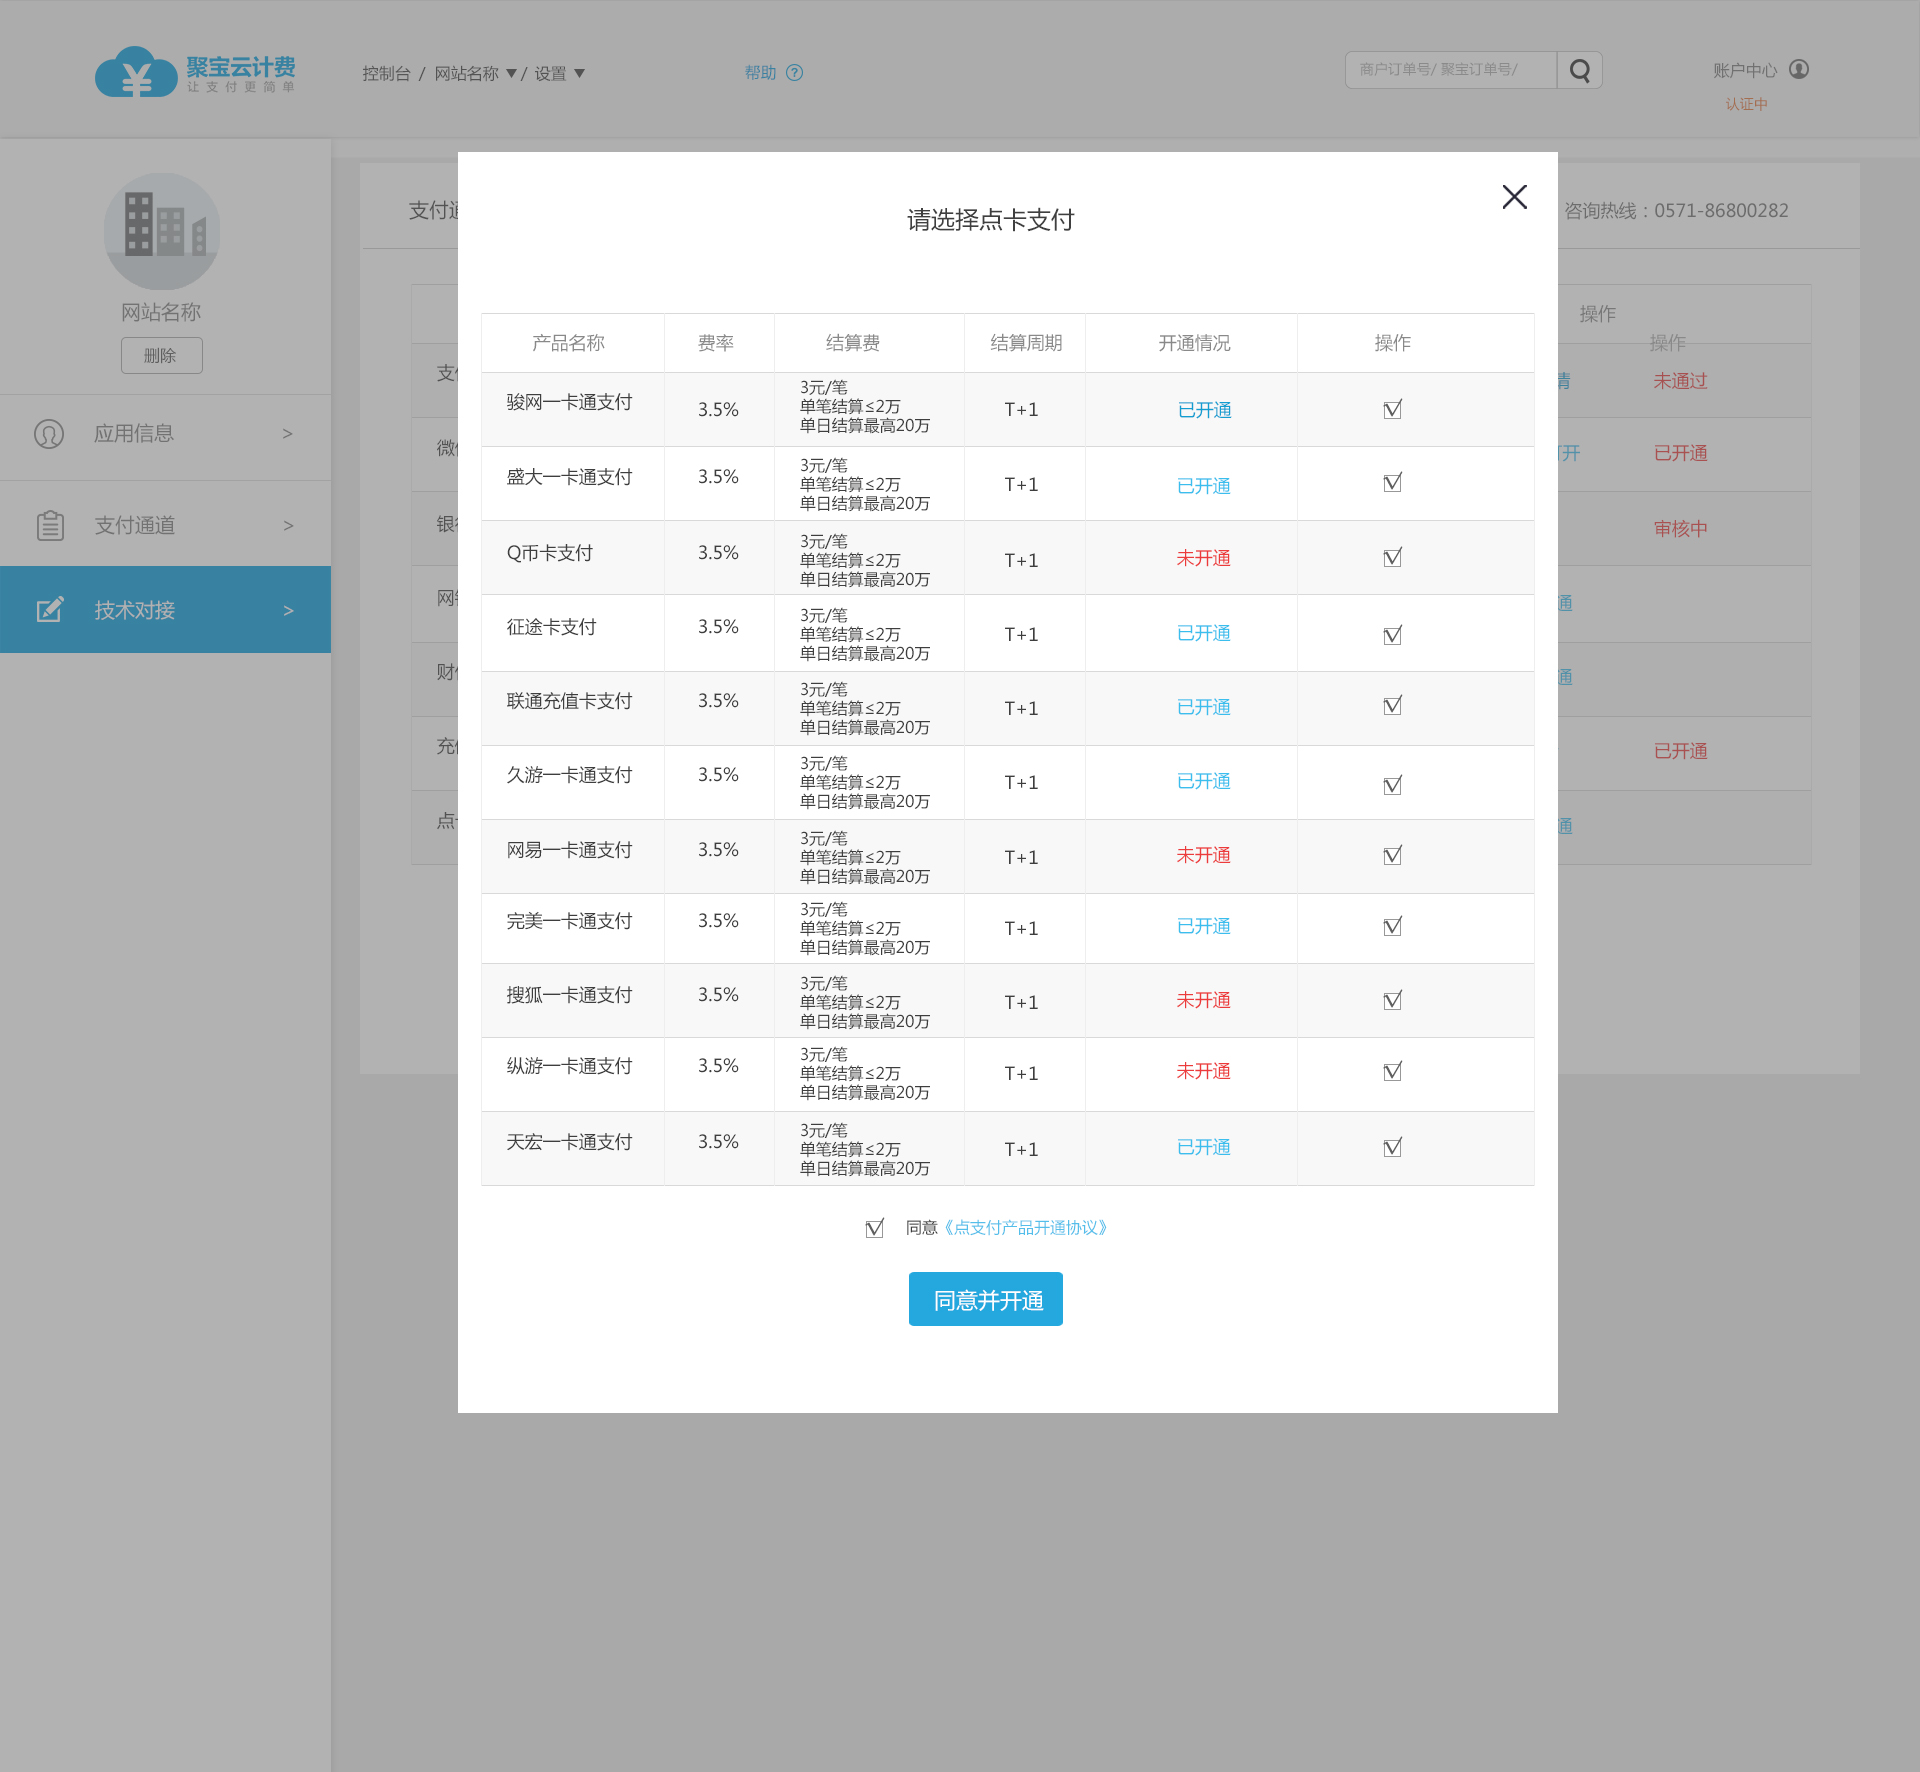 聚宝云计费
让支付更简单
控制台 / 网站名称 ▼/ 设置 ▼
帮助 ?
商户订单号/ 聚宝订单号/
账户中心
认证中
网站名称
删除
应用信息 >
支付通道 >
技术对接 >
支付
咨询热线：0571-86800282
操作
操作
未通过
已开通
审核中
已开通
请选择点卡支付
产品名称 费率 结算费 结算周期 开通情况 操作
骏网一卡通支付 3.5% 3元/笔 T+1 已开通
单笔结算≤2万
单日结算最高20万
盛大一卡通支付 3.5% 3元/笔 T+1 已开通
单笔结算≤2万
单日结算最高20万
Q币卡支付 3.5% 3元/笔 T+1 未开通
单笔结算≤2万
单日结算最高20万
征途卡支付 3.5% 3元/笔 T+1 已开通
单笔结算≤2万
单日结算最高20万
联通充值卡支付 3.5% 3元/笔 T+1 已开通
单笔结算≤2万
单日结算最高20万
久游一卡通支付 3.5% 3元/笔 T+1 已开通
单笔结算≤2万
单日结算最高20万
网易一卡通支付 3.5% 3元/笔 T+1 未开通
单笔结算≤2万
单日结算最高20万
完美一卡通支付 3.5% 3元/笔 T+1 已开通
单笔结算≤2万
单日结算最高20万
搜狐一卡通支付 3.5% 3元/笔 T+1 未开通
单笔结算≤2万
单日结算最高20万
纵游一卡通支付 3.5% 3元/笔 T+1 未开通
单笔结算≤2万
单日结算最高20万
天宏一卡通支付 3.5% 3元/笔 T+1 已开通
单笔结算≤2万
单日结算最高20万
同意《点支付产品开通协议》
同意并开通